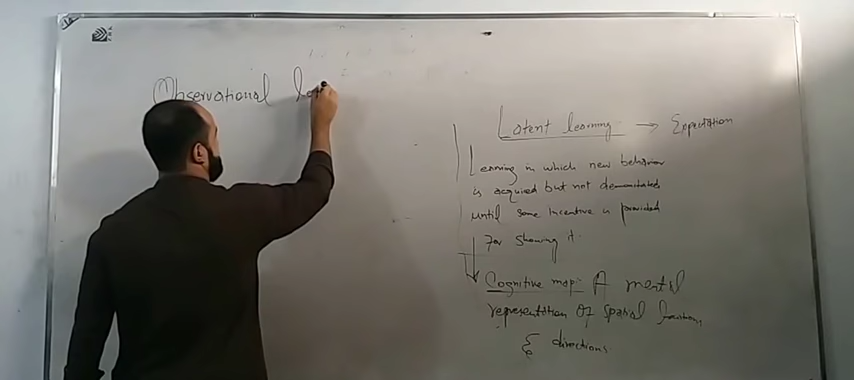 Observational le
Latent learning → Expectation
Learning in which new behavior
is acquired but not demonstrated
until some incentive is provided
For showing it.
Cognitive map: A mental
representation of spatial locations
& directions